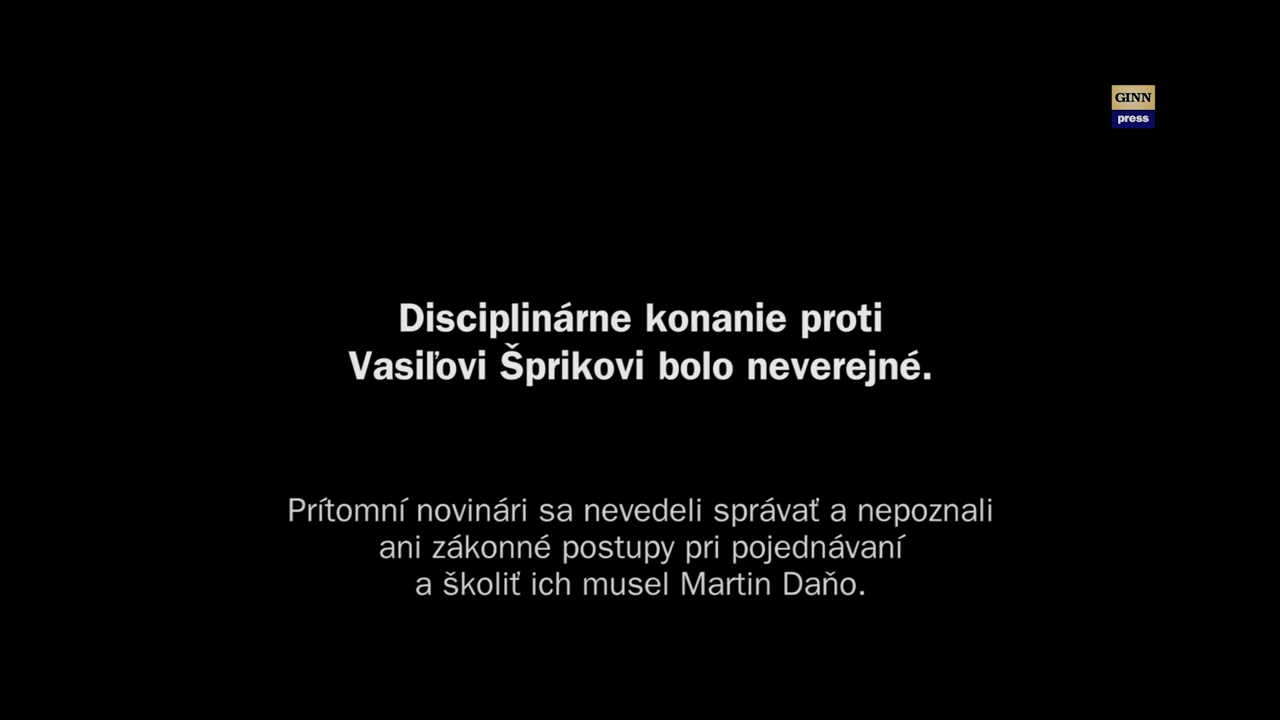 GINN
press
Disciplinárne konanie proti
Vasiľovi Šprikovi bolo neverejné.
Prítomní novinári sa nevedeli správať a nepoznali
ani zákonné postupy pri pojednávaní
a školiť ich musel Martin Daňo.